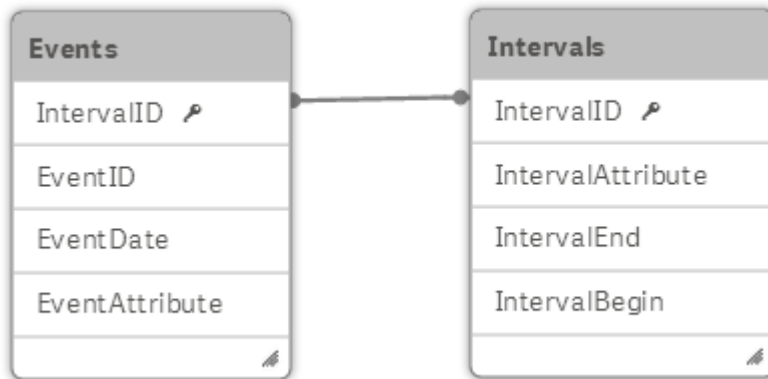 Events
IntervalID
EventID
EventDate
EventAttribute
Intervals
IntervalID
IntervalAttribute
IntervalEnd
IntervalBegin